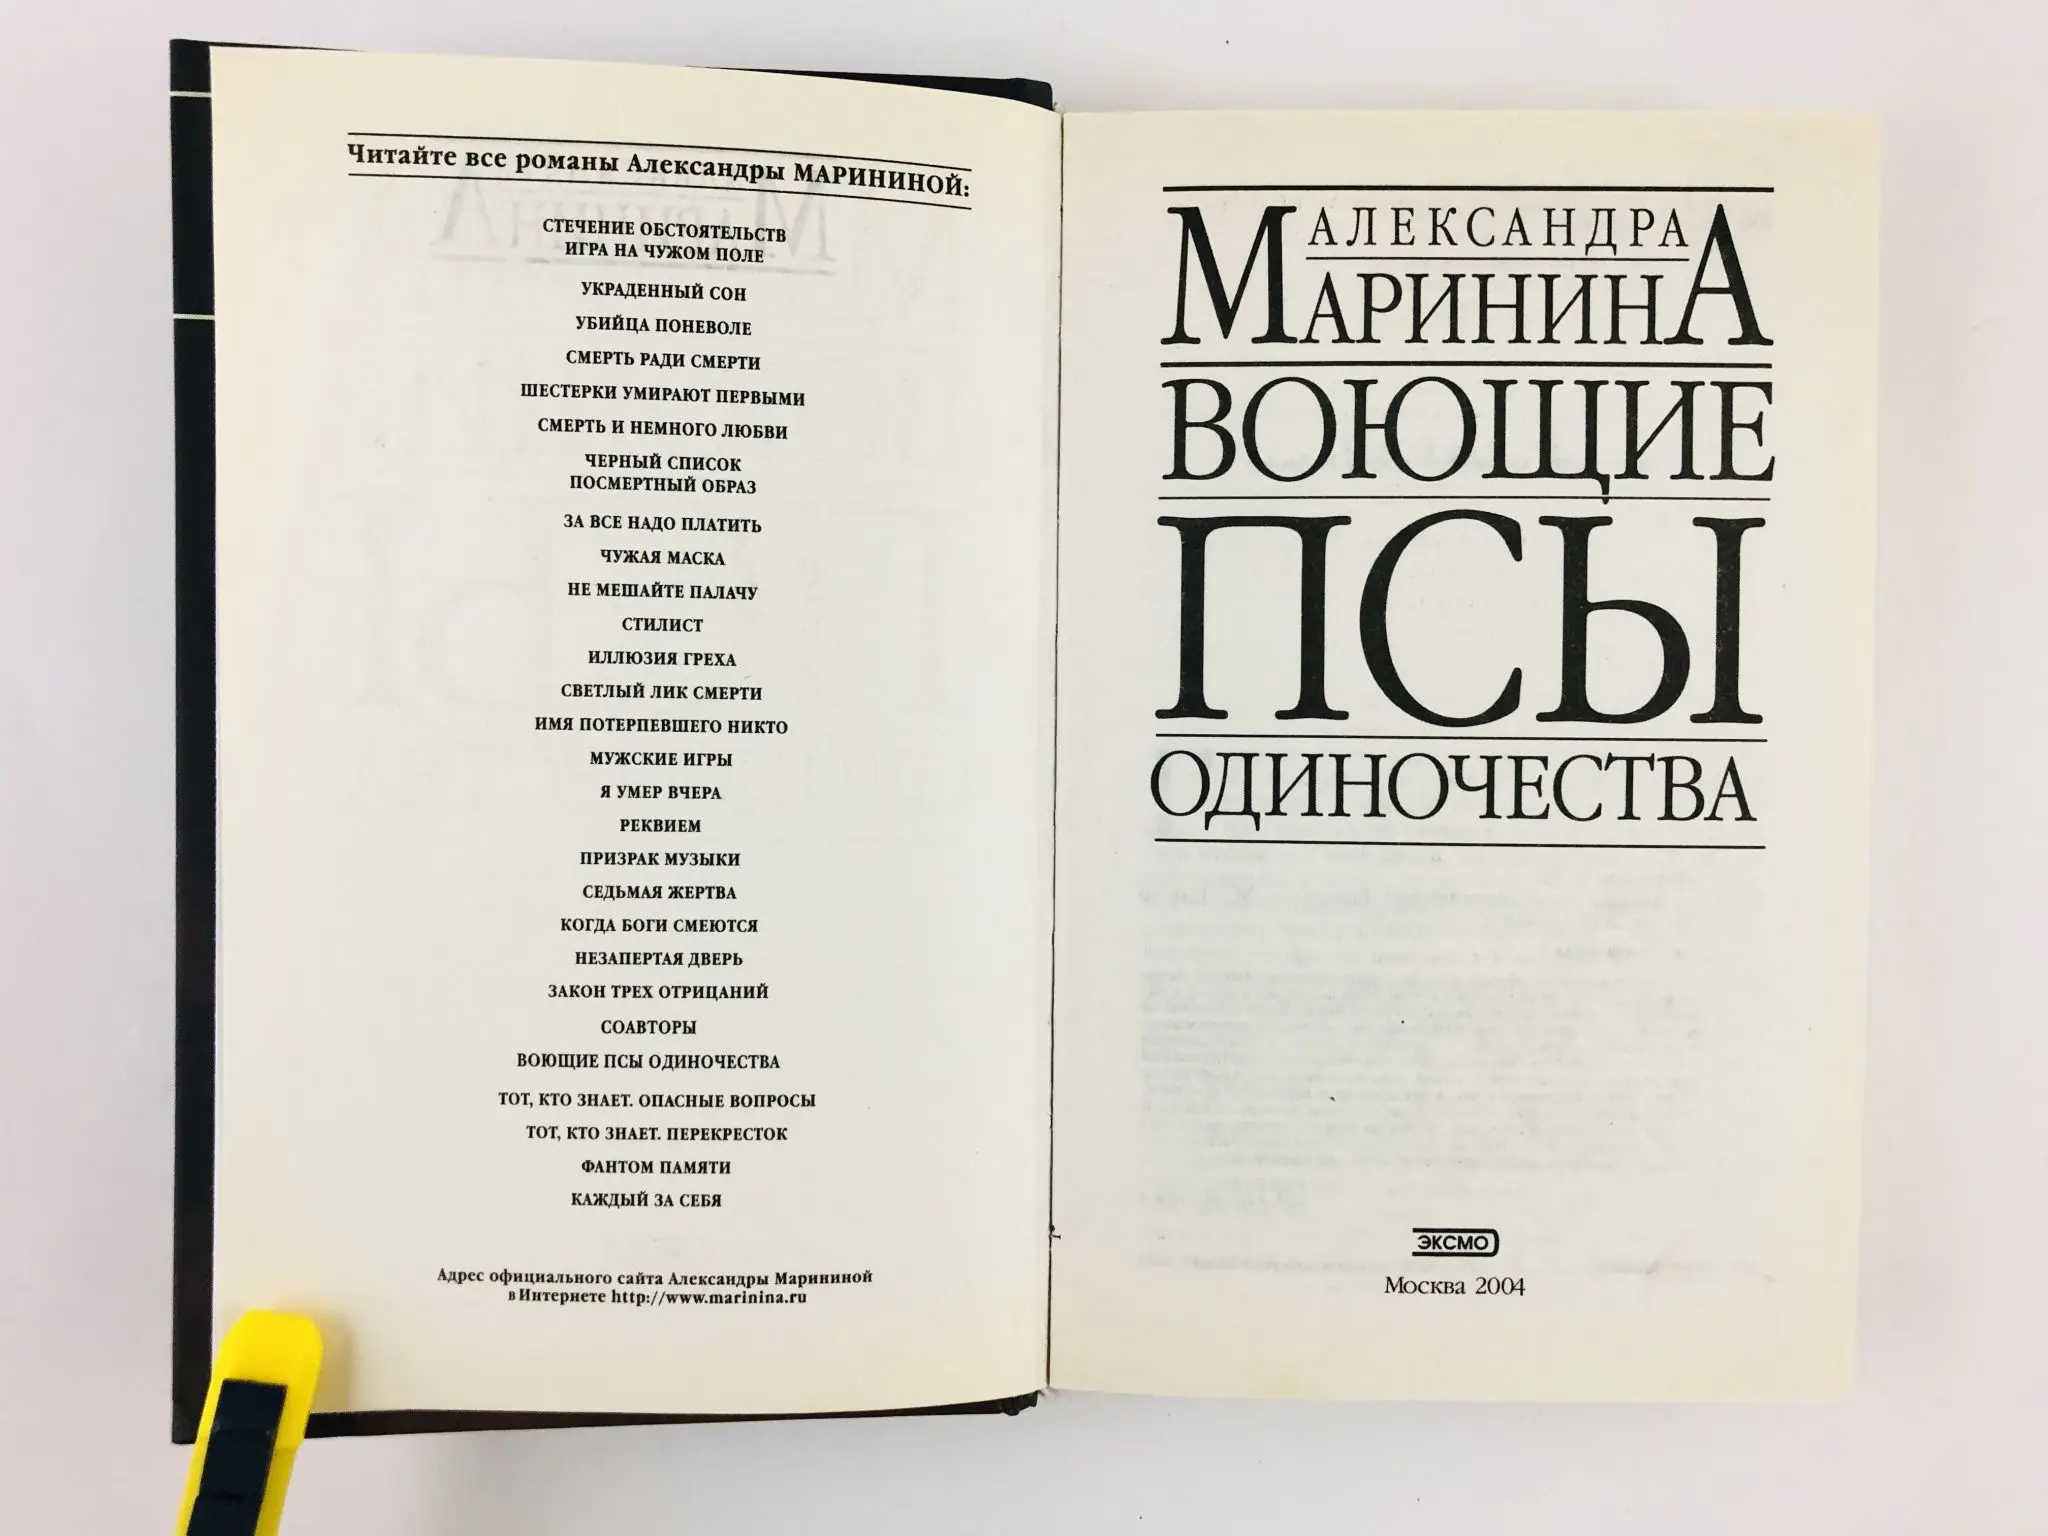 Читайте все романы Александры МАРИНИНОЙ:
СТЕЧЕНИЕ ОБСТОЯТЕЛЬСТВ
ИГРА НА ЧУЖОМ ПОЛЕ
УКРАДЕННЫЙ СОН
УБИЙЦА ПОНЕВОЛЕ
СМЕРТЬ РАДИ СМЕРТИ
ШЕСТЕРКИ УМИРАЮТ ПЕРВЫМИ
СМЕРТЬ И НЕМНОГО ЛЮБВИ
ЧЕРНЫЙ СПИСОК
ПОСМЕРТНЫЙ ОБРАЗ
ЗА ВСЕ НАДО ПЛАТИТЬ
ЧУЖАЯ МАСКА
НЕ МЕШАЙТЕ ПАЛАЧУ
СТИЛИСТ
ИЛЛЮЗИЯ ГРЕХА
СВЕТЛЫЙ ЛИК СМЕРТИ
ИМЯ ПОТЕРПЕВШЕГО НИКТО
МУЖСКИЕ ИГРЫ
Я УМЕР ВЧЕРА
РЕКВИЕМ
ПРИЗРАК МУЗЫКИ
СЕДЬМАЯ ЖЕРТВА
КОГДА БОГИ СМЕЮТСЯ
НЕЗАПЕРТАЯ ДВЕРЬ
ЗАКОН ТРЕХ ОТРИЦАНИЙ
СОАВТОРЫ
ВОЮЩИЕ ПСЫ ОДИНОЧЕСТВА
ТОТ, КТО ЗНАЕТ. ОПАСНЫЕ ВОПРОСЫ
ТОТ, КТО ЗНАЕТ. ПЕРЕКРЕСТОК
ФАНТОМ ПАМЯТИ
КАЖДЫЙ ЗА СЕБЯ
Адрес официального сайта Александры Марининой
в Интернете http://www.marinina.ru
АЛЕКСАНДРА
МАРИНИНА
ВОЮЩИЕ
ПСЫ
ОДИНОЧЕСТВА
ЭКСМО
Москва 2004